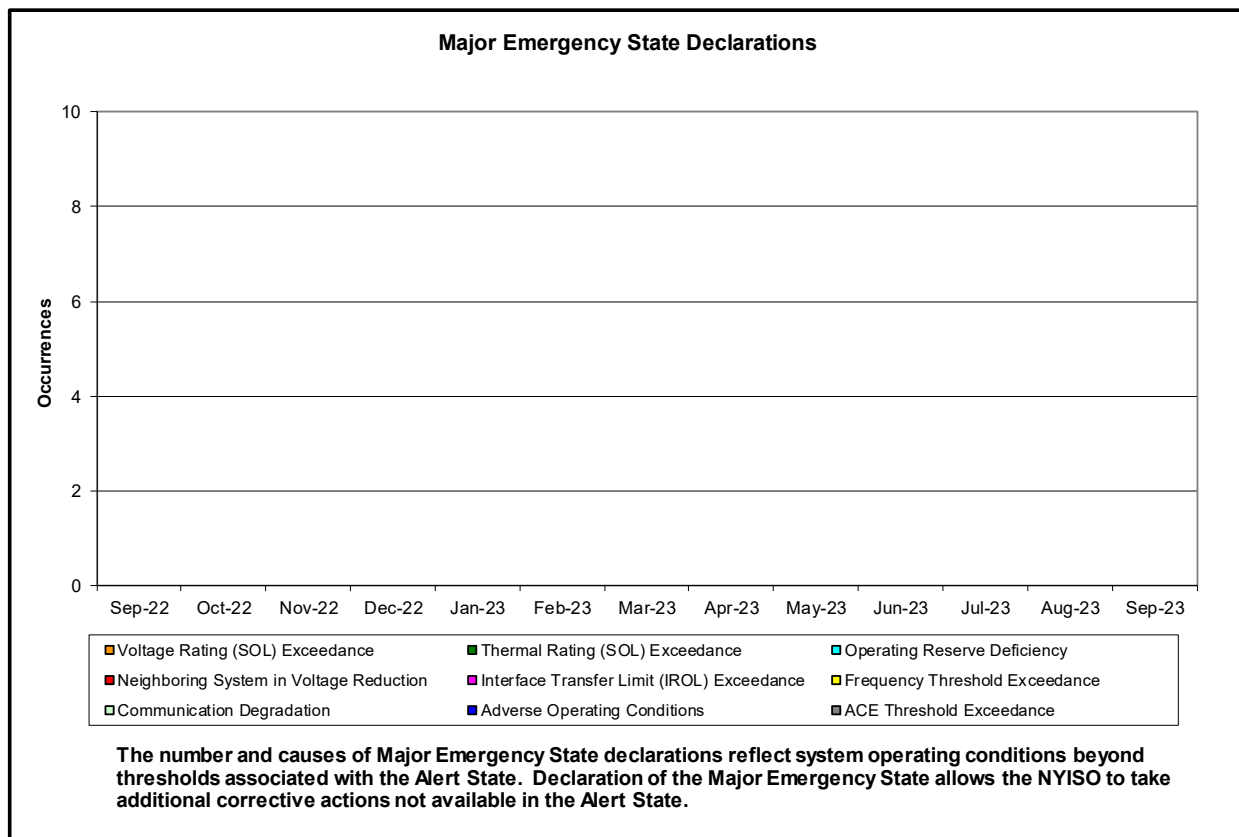 Major Emergency State Declarations
10
8
6
4
2
0
Occurrences
Sep-22 Oct-22 Nov-22 Dec-22 Jan-23 Feb-23 Mar-23 Apr-23 May-23 Jun-23 Jul-23 Aug-23 Sep-23
Voltage Rating (SOL) Exceedance Thermal Rating (SOL) Exceedance Operating Reserve Deficiency
Neighboring System in Voltage Reduction Interface Transfer Limit (IROL) Exceedance Frequency Threshold Exceedance
Communication Degradation Adverse Operating Conditions ACE Threshold Exceedance
The number and causes of Major Emergency State declarations reflect system operating conditions beyond
thresholds associated with the Alert State. Declaration of the Major Emergency State allows the NYISO to take
additional corrective actions not available in the Alert State.